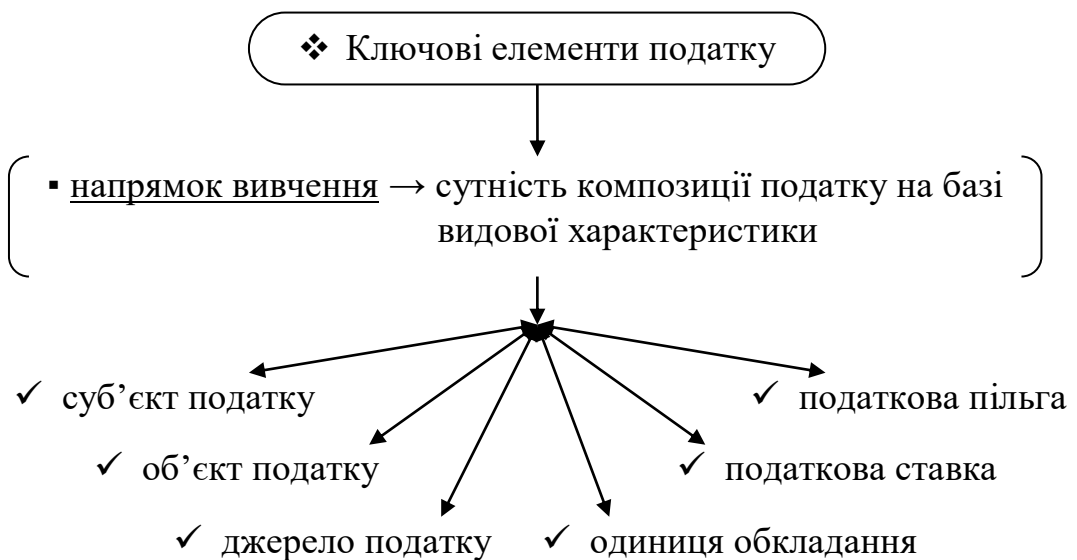 ❖ Ключові елементи податку
▪ напрямок вивчення → сутність композиції податку на базі
видової характеристики
✓ суб’єкт податку
✓ податкова пільга
✓ об’єкт податку
✓ податкова ставка
✓ джерело податку
✓ одиниця обкладання